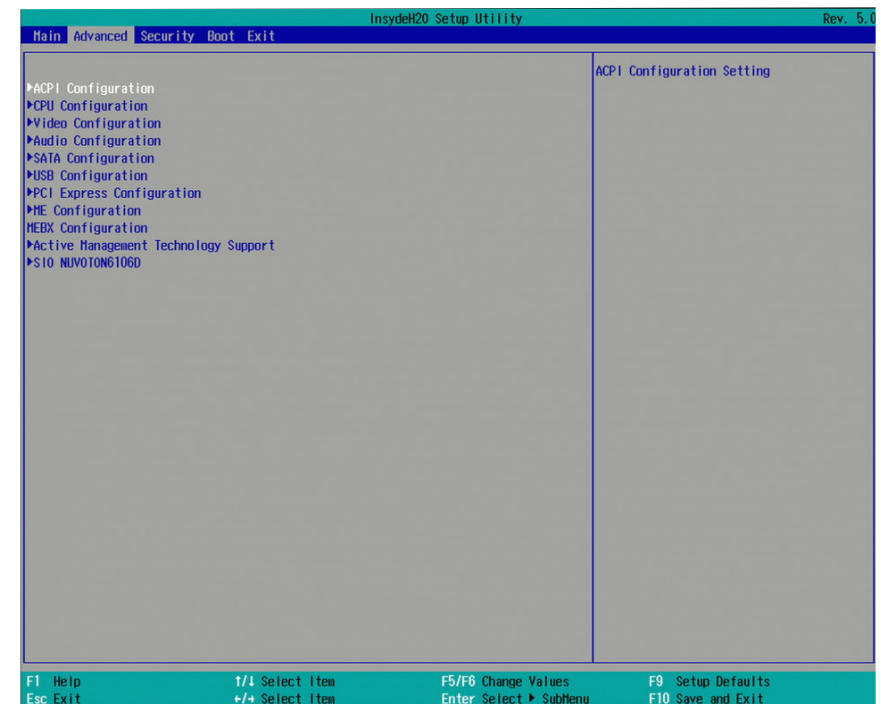 InsydeH20 Setup Utility Rev. 5.0
Main Advanced Security Boot Exit
ACPI Configuration Setting
▶ACPI Configuration
▶CPU Configuration
▶Video Configuration
▶Audio Configuration
▶SATA Configuration
▶USB Configuration
▶PCI Express Configuration
▶ME Configuration
MEBX Configuration
▶Active Management Technology Support
▶SIO NUVOTON6106D
F1 Help ↑/↓ Select Item F5/F6 Change Values F9 Setup Defaults
Esc Exit ←/→ Select Item Enter Select ▶ SubMenu F10 Save and Exit